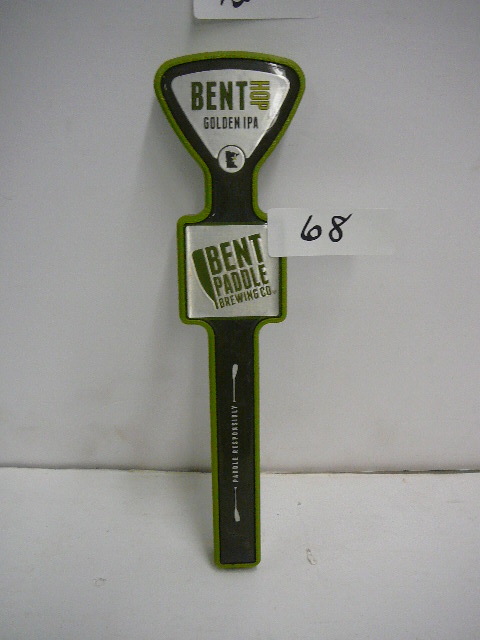 BENT HOP
GOLDEN IPA
68
BENT
PADDLE
BREWING CO.
PADDLE RESPONSIBLY